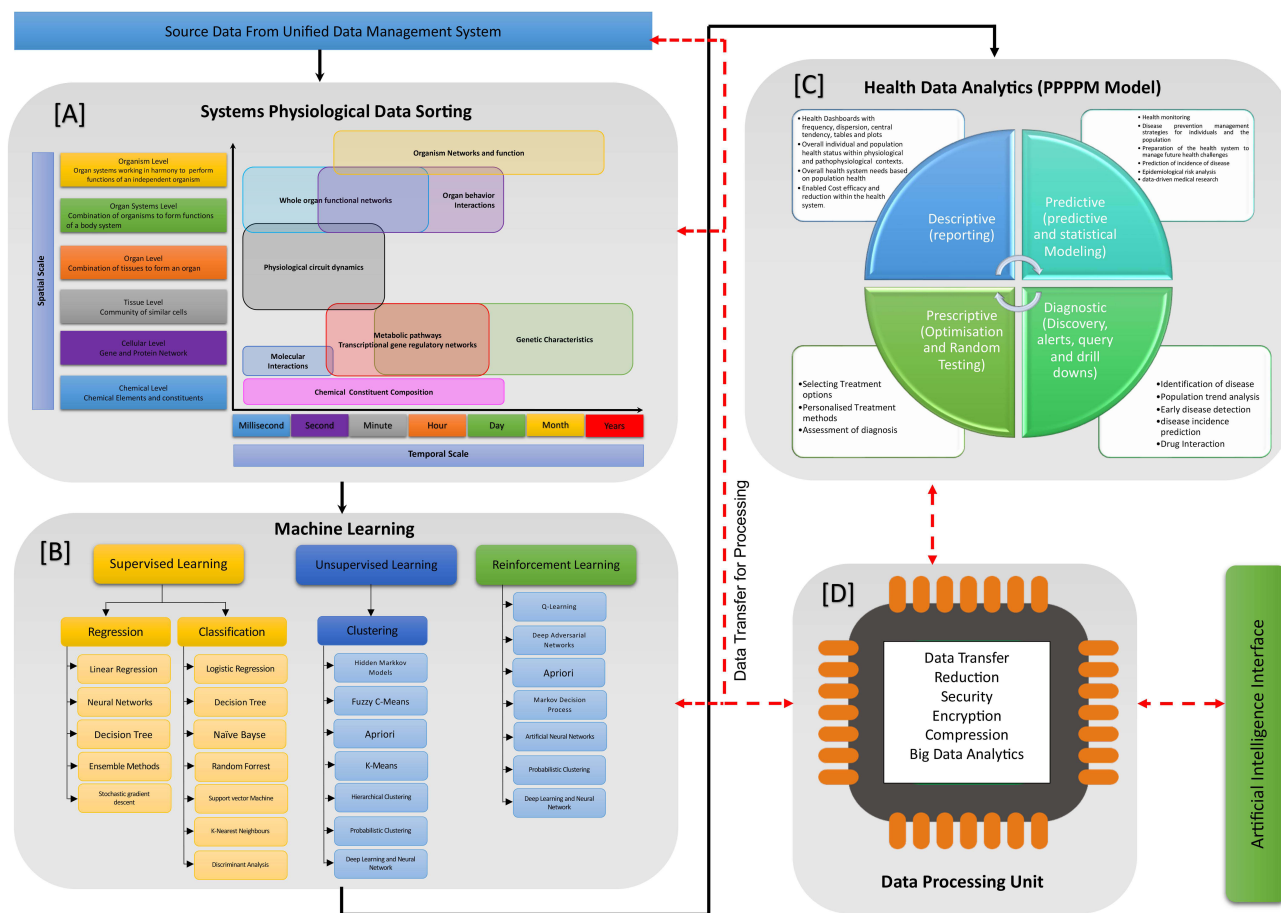 Source Data From Unified Data Management System
[A]
Systems Physiological Data Sorting
Spatial Scale
Organism Level
Organ systems working in harmony to perform
functions of an independent organism
Organ Systems Level
Combination of organisms to form functions
of a body system
Organ Level
Combination of tissues to form an organ
Tissue Level
Community of similar cells
Cellular Level
Gene and Protein Network
Chemical Level
Chemical Elements and constituents
Organism Networks and function
Whole organ functional networks
Organ behavior
Interactions
Physiological circuit dynamics
Metabolic pathways
Transcriptional gene regulatory networks
Genetic Characteristics
Molecular
Interactions
Chemical Constituent Composition
Millisecond
Second
Minute
Hour
Day
Month
Years
Temporal Scale
[B]
Machine Learning
Supervised Learning
Regression
Linear Regression
Neural Networks
Decision Tree
Ensemble Methods
Stochastic gradient
descent
Classification
Logistic Regression
Decision Tree
Naïve Bayse
Random Forrest
Support vector Machine
K-Nearest Neighbours
Discriminant Analysis
Unsupervised Learning
Clustering
Hidden Markkov
Models
Fuzzy C-Means
Apriori
K-Means
Hierarchical Clustering
Probabilistic Clustering
Deep Learning and Neural
Network
Reinforcement Learning
Q-Learning
Deep Adversarial
Networks
Apriori
Markov Decision
Process
Artificial Neural Networks
Probabilistic Clustering
Deep Learning and Neural
Network
Data Transfer for Processing
[C]
Health Data Analytics (PPPPM Model)
•Health Dashboards with
frequency, dispersion, central
tendency, tables and plots
•Overall individual and population
health status within physiological
and pathophysiological contexts.
•Overall health system needs based
on population health
•Enabled Cost efficacy and
reduction within the health
system.
•Health monitoring
•Disease prevention management
strategies for individuals and the
population
•Preparation of the health system to
manage future health challenges
•Prediction of incidence of disease
•Epidemiological risk analysis
•data-driven medical research
Descriptive
(reporting)
Predictive
(predictive
and statistical
Modeling)
Prescriptive
(Optimisation
and Random
Testing)
Diagnostic
(Discovery,
alerts, query
and drill
downs)
•Selecting Treatment
options
•Personalised Treatment
methods
•Assessment of diagnosis
•Identification of disease
•Population trend analysis
•Early disease detection
•disease incidence
prediction
•Drug Interaction
[D]
Data Transfer
Reduction
Security
Encryption
Compression
Big Data Analytics
Data Processing Unit
Artificial Intelligence Interface